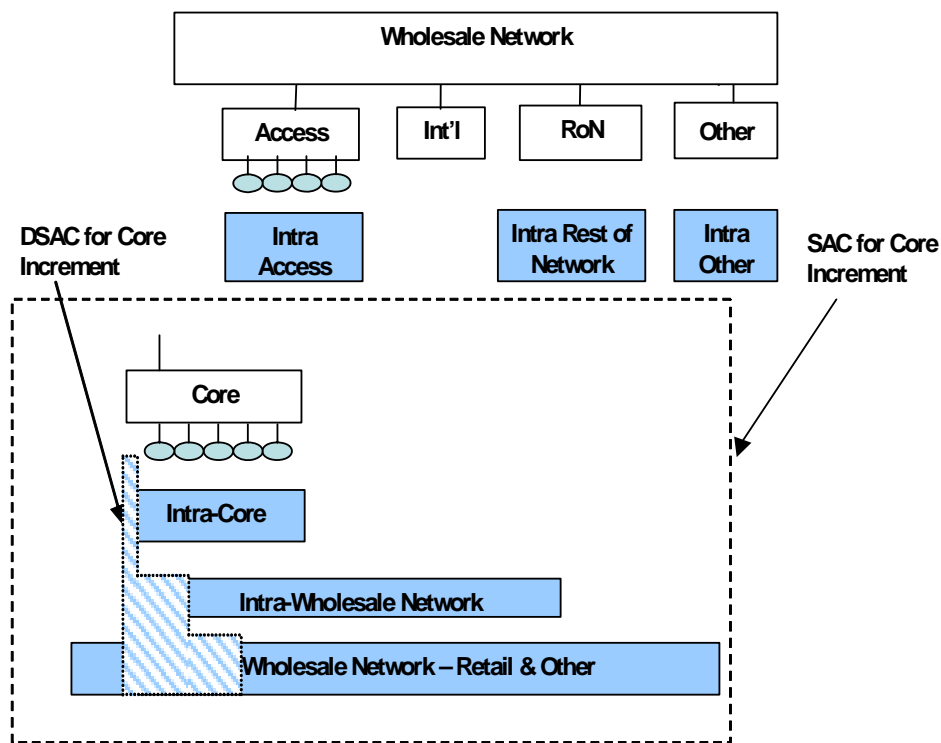 Wholesale Network
Access
Int'l
RoN
Other
DSAC for Core
Increment
Intra
Access
Intra Rest of
Network
Intra
Other
SAC for Core
Increment
Core
Intra-Core
Intra-Wholesale Network
Wholesale Network – Retail & Other